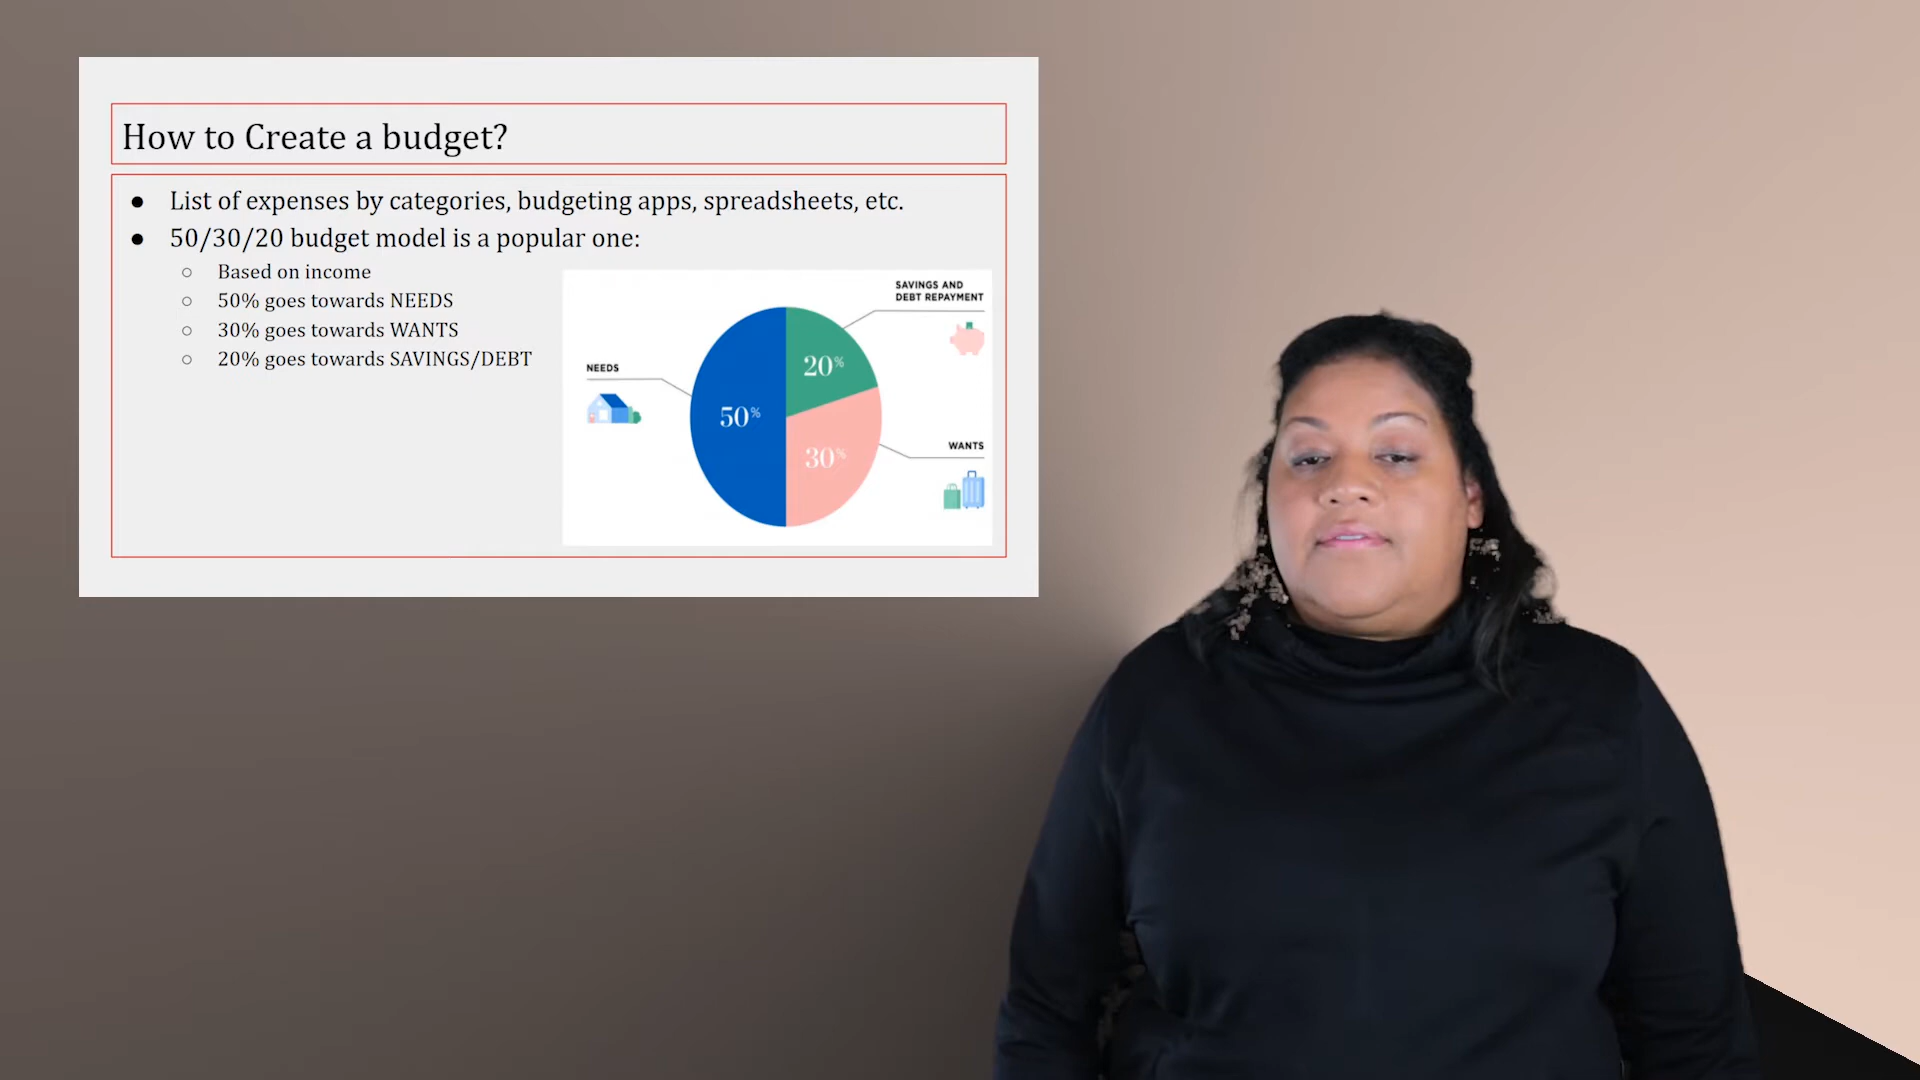 How to Create a budget?
● List of expenses by categories, budgeting apps, spreadsheets, etc.
● 50/30/20 budget model is a popular one:
○ Based on income
○ 50% goes towards NEEDS
○ 30% goes towards WANTS
○ 20% goes towards SAVINGS/DEBT
SAVINGS AND
DEBT REPAYMENT
NEEDS
20%
50%
WANTS
30%